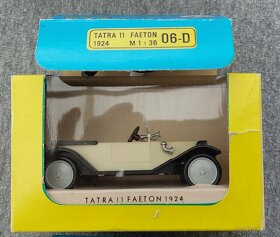 TATRA 11 FAETON
1924 M 1 : 36 06-D
TATRA 11 FAETON 1924